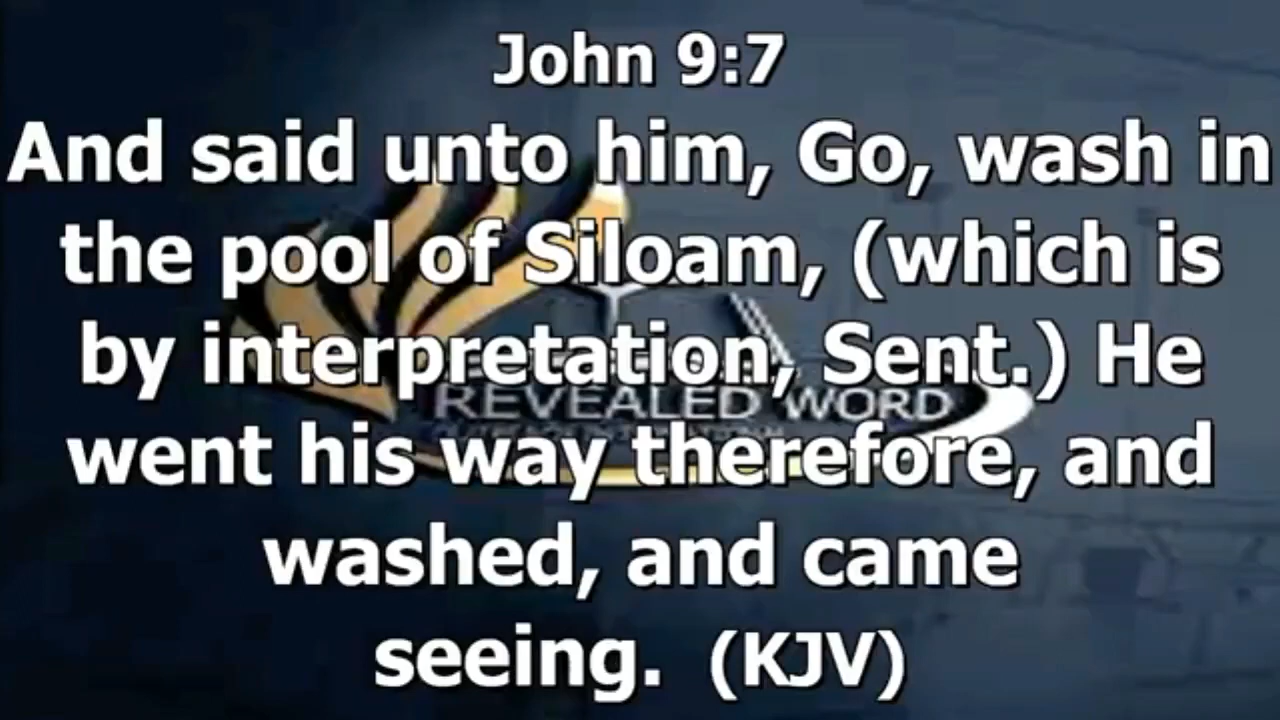 John 9:7
And said unto him, Go, wash in
the pool of Siloam, (which is
by interpretation, Sent.) He
REVEALED WORD
went his way therefore, and
washed, and came
seeing. (KJV)